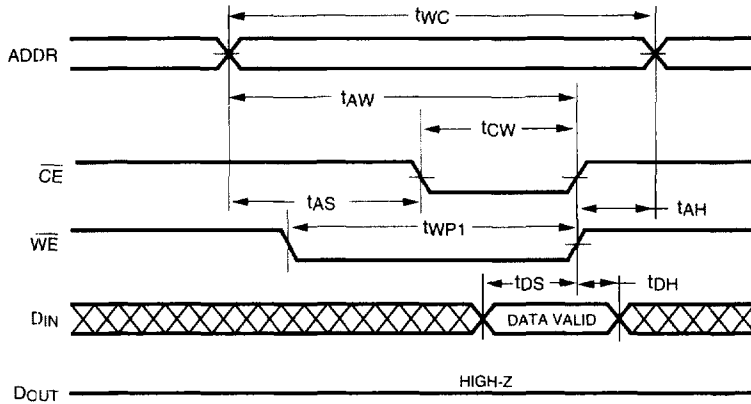 tWC
ADDR
tAW
tCW
CE
tAS
tAH
tWP1
WE
tDS
tDH
DIN
DATA VALID
HIGH-Z
DOUT